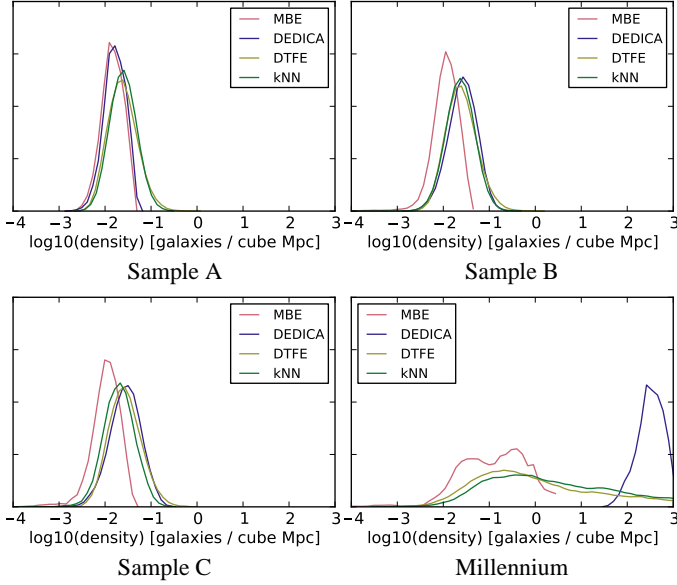 MBE
DEDICA
DTFE
kNN
−4 −3 −2 −1 0 1 2 3
log10(density) [galaxies / cube Mpc]
Sample A
MBE
DEDICA
DTFE
kNN
−4 −3 −2 −1 0 1 2 3
log10(density) [galaxies / cube Mpc]
Sample B
MBE
DEDICA
DTFE
kNN
−4 −3 −2 −1 0 1 2 3
log10(density) [galaxies / cube Mpc]
Sample C
MBE
DEDICA
DTFE
kNN
−4 −3 −2 −1 0 1 2 3
log10(density) [galaxies / cube Mpc]
Millennium